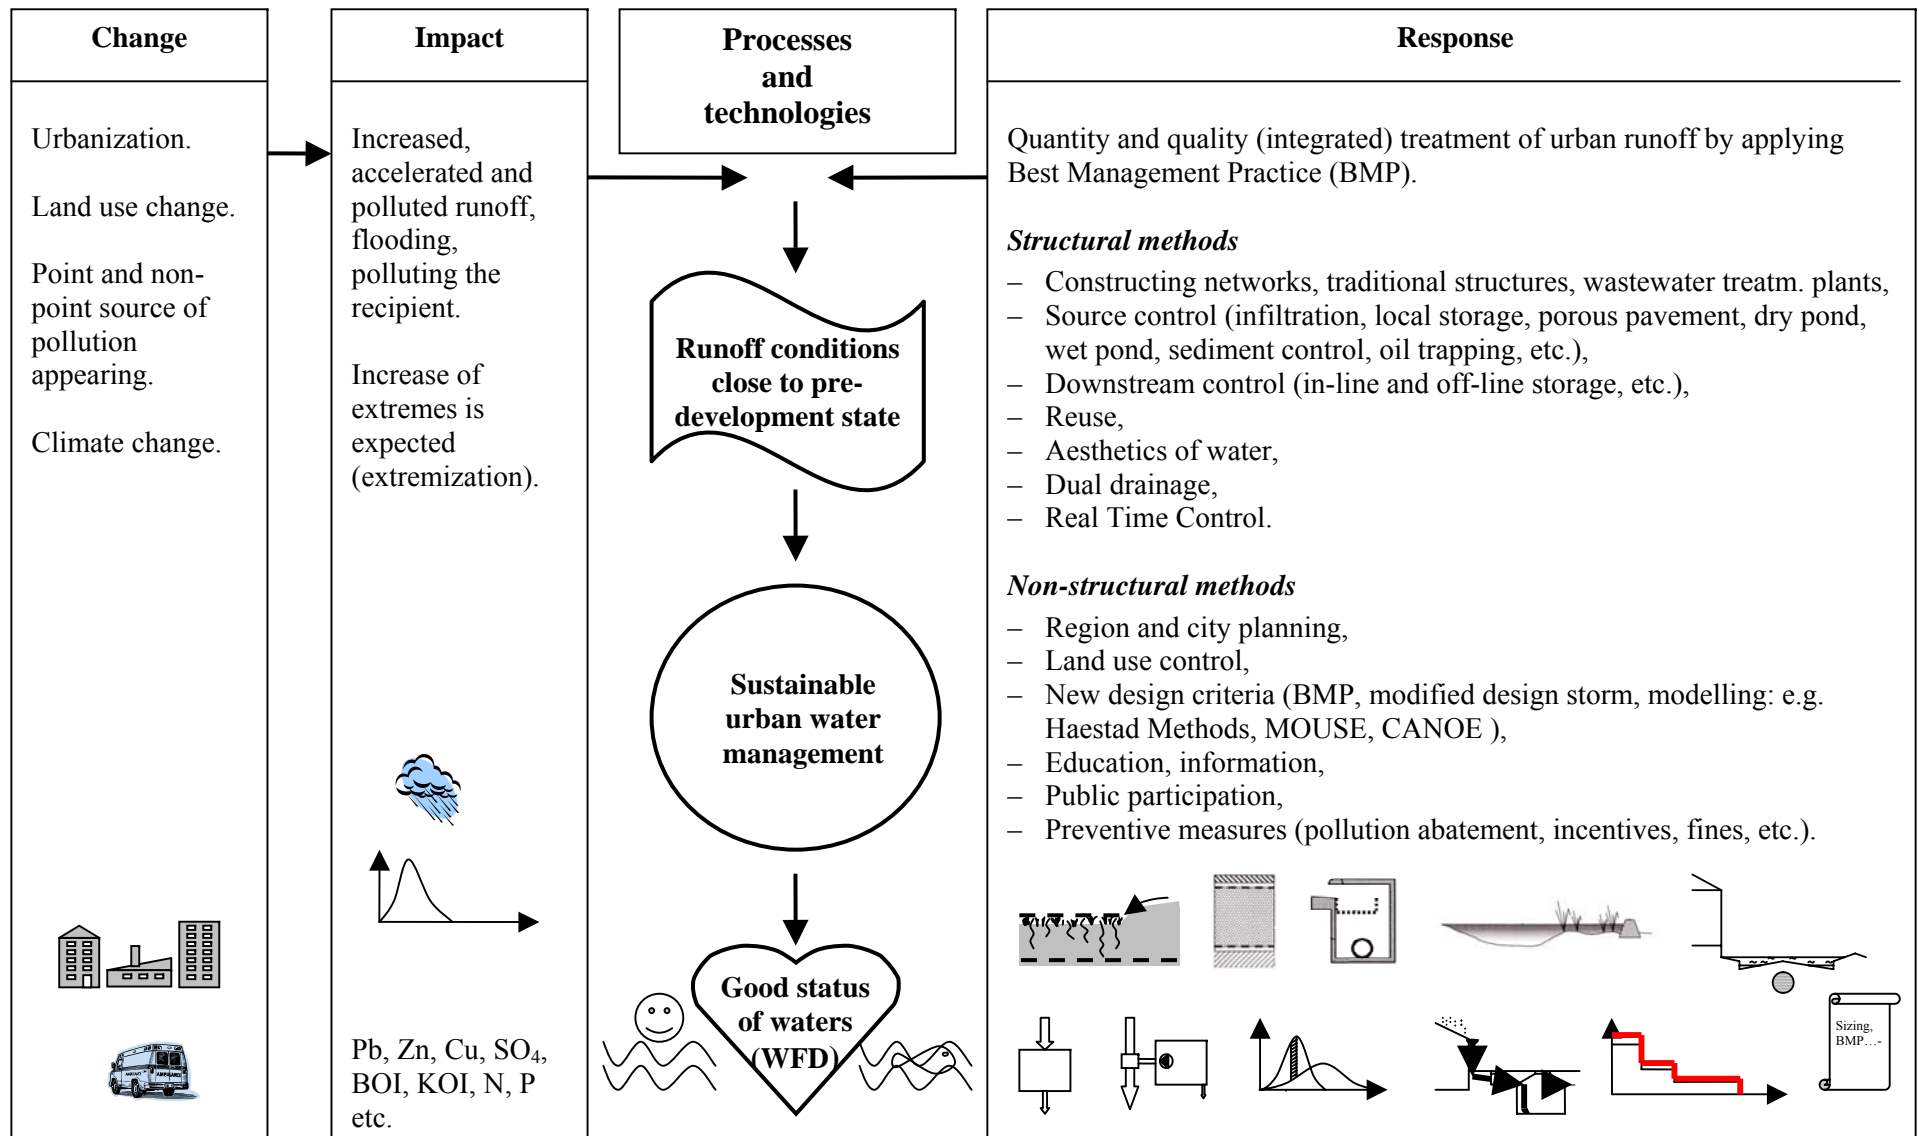 Change
Urbanization.
Land use change.
Point and non-
point source of
pollution
appearing.
Climate change.
AMBULANCE
Impact
Increased,
accelerated and
polluted runoff,
flooding,
polluting the
recipient.
Increase of
extremes is
expected
(extremization).
Pb, Zn, Cu, SO₄,
BOI, KOI, N, P
etc.
Processes
and
technologies
Runoff conditions
close to pre-
development state
Sustainable
urban water
management
Good status
of waters
(WFD)
Response
Quantity and quality (integrated) treatment of urban runoff by applying
Best Management Practice (BMP).
Structural methods
– Constructing networks, traditional structures, wastewater treatm. plants,
– Source control (infiltration, local storage, porous pavement, dry pond,
wet pond, sediment control, oil trapping, etc.),
– Downstream control (in-line and off-line storage, etc.),
– Reuse,
– Aesthetics of water,
– Dual drainage,
– Real Time Control.
Non-structural methods
– Region and city planning,
– Land use control,
– New design criteria (BMP, modified design storm, modelling: e.g.
Haestad Methods, MOUSE, CANOE ),
– Education, information,
– Public participation,
– Preventive measures (pollution abatement, incentives, fines, etc.).
Sizing,
BMP…-